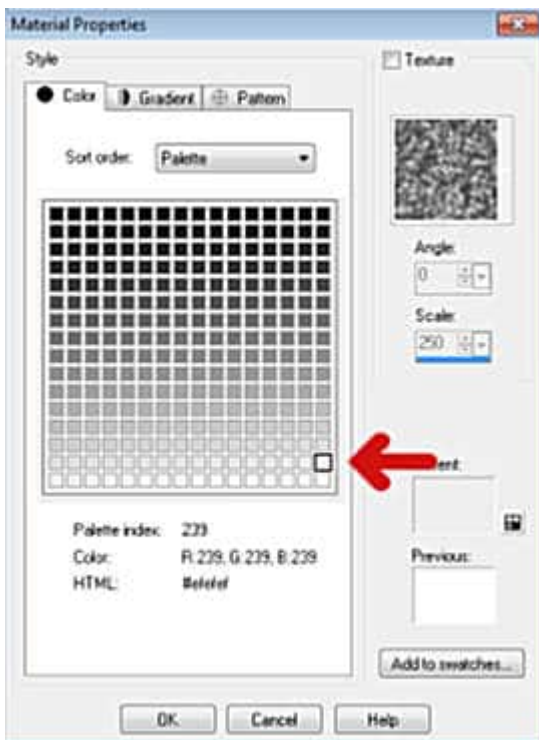 Material Properties
Style
Color
Gradient
Pattern
Sort order:
Palette
Palette index: 239
Color: R:239, G:239, B:239
HTML: #efefef
Texture
Angle:
0
Scale:
250
Previous:
Add to swatches...
OK
Cancel
Help